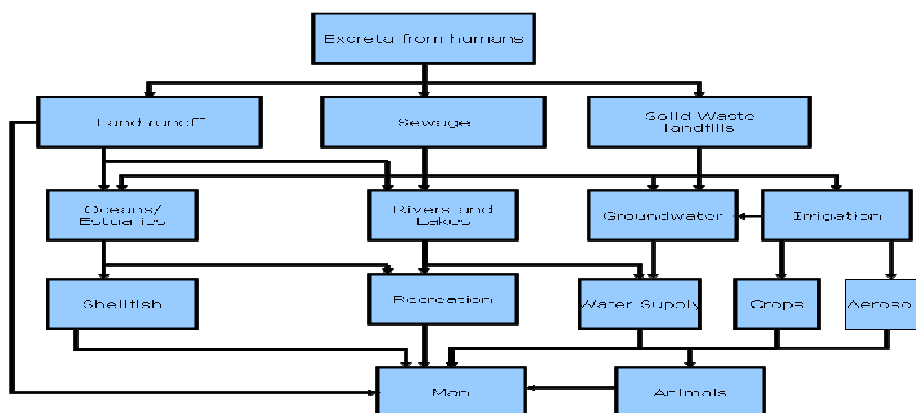 Excreta from humans
Land runoff
Sewage
Solid Waste
landfills
Oceans/
Estuaries
Rivers and
Lakes
Groundwater
Irrigation
Shellfish
Recreation
Water Supply
Crops
Aerosol
Man
Animals